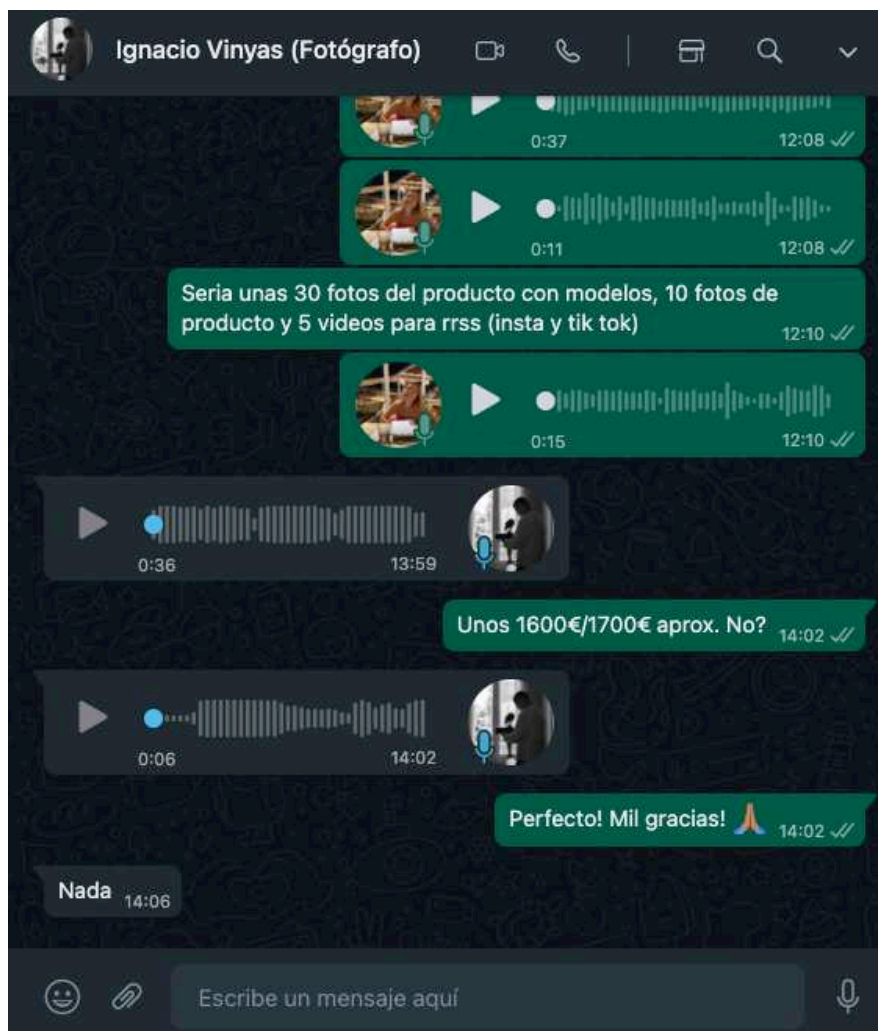 Ignacio Vinyas (Fotógrafo)
0:37 12:08
0:11 12:08
Seria unas 30 fotos del producto con modelos, 10 fotos de
producto y 5 videos para rrss (insta y tik tok)
12:10
0:15 12:10
0:36 13:59
Unos 1600€/1700€ aprox. No? 14:02
0:06 14:02
Perfecto! Mil gracias! 🙏 14:02
Nada 14:06
Escribe un mensaje aquí